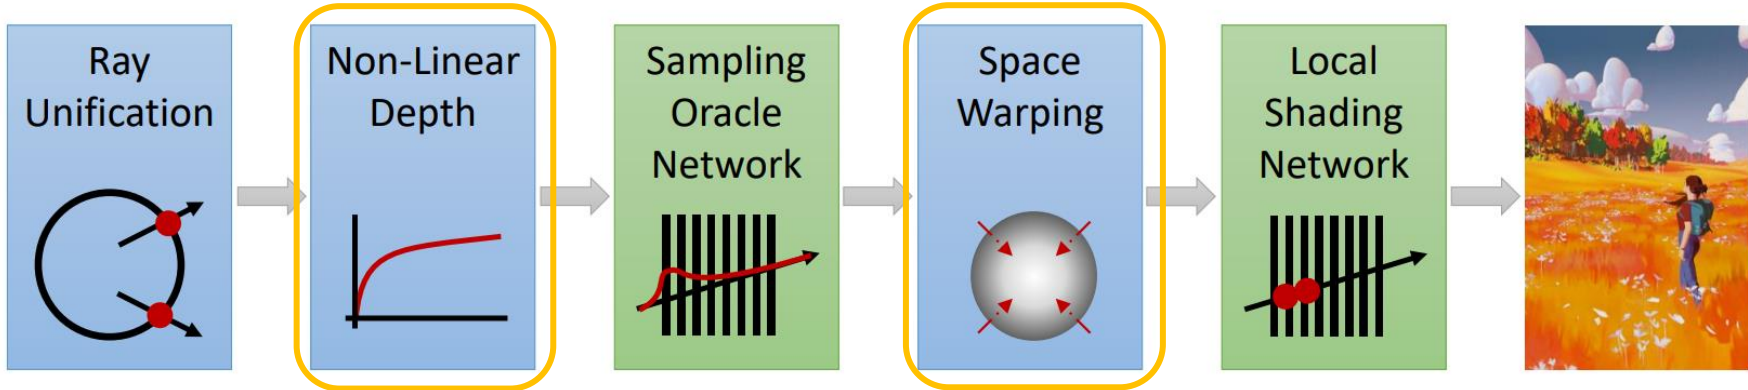 Ray
Unification
Non-Linear
Depth
Sampling
Oracle
Network
Space
Warping
Local
Shading
Network